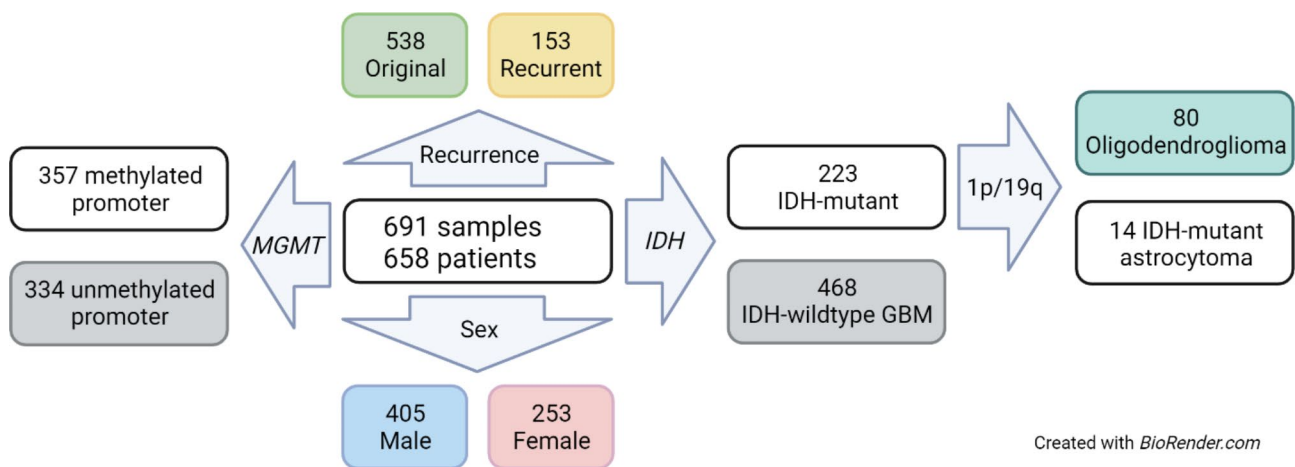 538
Original
153
Recurrent
Recurrence
357 methylated
promoter
334 unmethylated
promoter
MGMT
691 samples
658 patients
IDH
223
IDH-mutant
468
IDH-wildtype GBM
1p/19q
80
Oligodendroglioma
14 IDH-mutant
astrocytoma
Sex
405
Male
253
Female
Created with BioRender.com